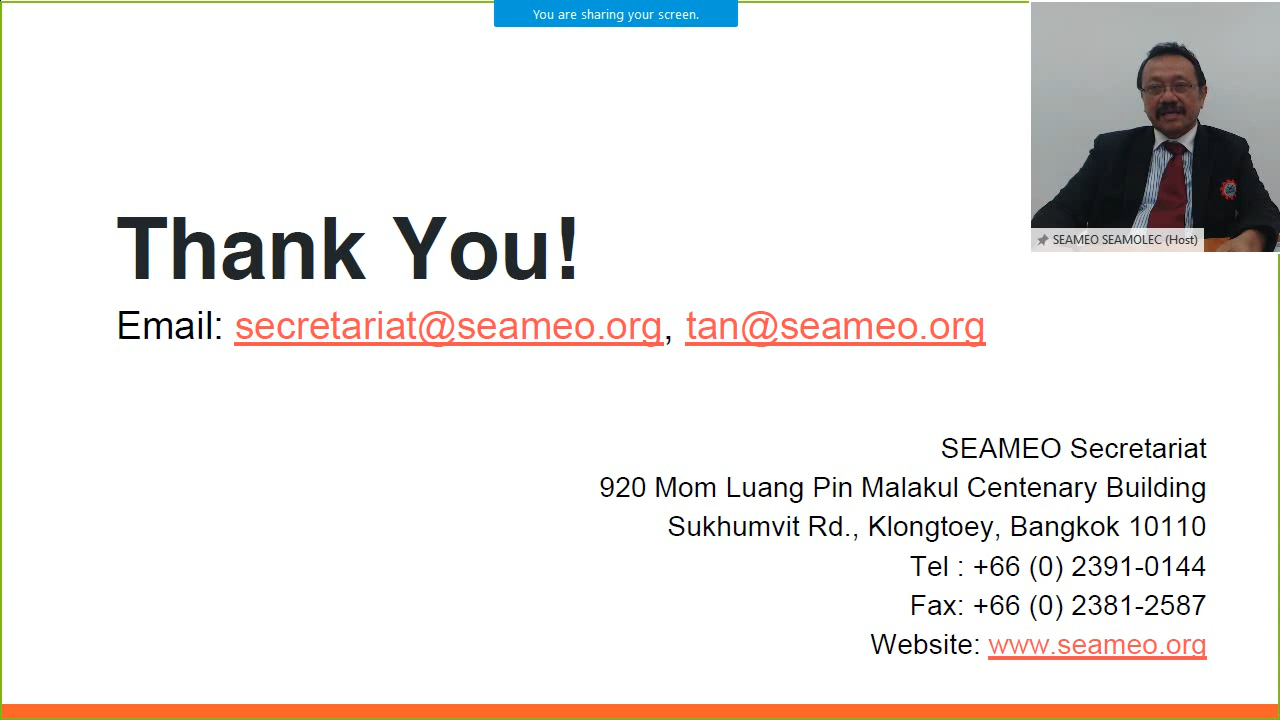 You are sharing your screen.
SEAMEO SEAMOLEC (Host)
Thank You!
Email: secretariat@seameo.org, tan@seameo.org
SEAMEO Secretariat
920 Mom Luang Pin Malakul Centenary Building
Sukhumvit Rd., Klongtoey, Bangkok 10110
Tel : +66 (0) 2391-0144
Fax: +66 (0) 2381-2587
Website: www.seameo.org